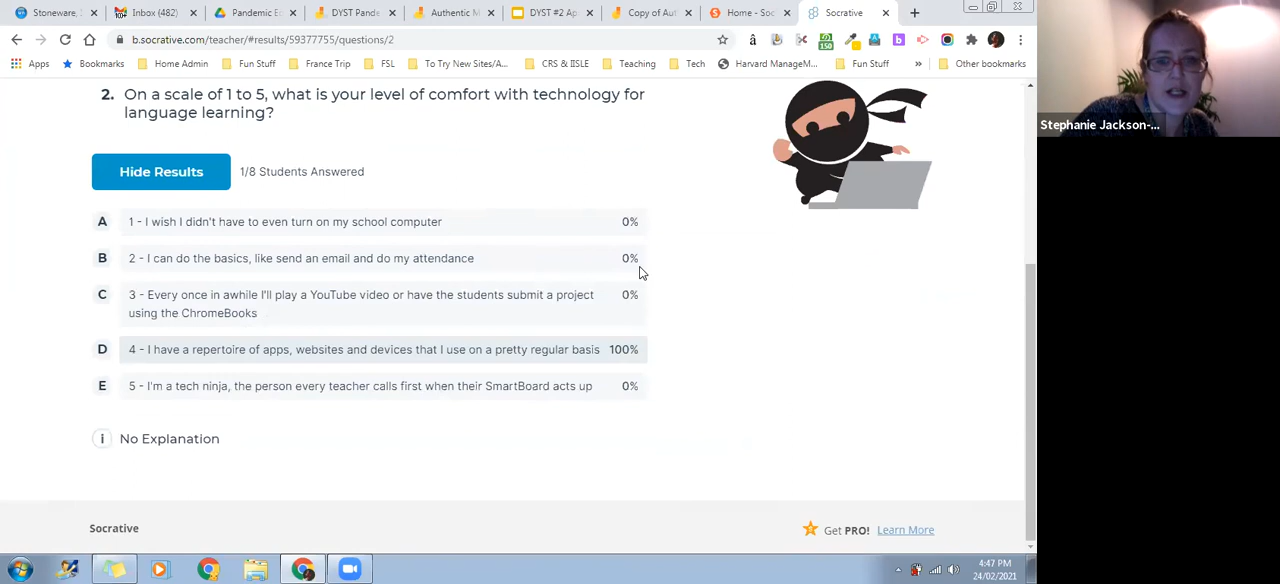 Stoneware,
Inbox (482)
Pandemic E
DYST Pand
Authentic M
DYST #2 Ap
Copy of Aut
Home - Soc
Socrative
b.socrative.com/teacher/#results/59377755/questions/2
150
Apps
Bookmarks
Home Admin
Fun Stuff
France Trip
FSL
To Try New Sites/A...
CRS & IISLE
Teaching
Tech
Harvard ManageM...
Fun Stuff
»
Other bookmarks
2. On a scale of 1 to 5, what is your level of comfort with technology for
language learning?
Hide Results
1/8 Students Answered
A 1 - I wish I didn't have to even turn on my school computer 0%
B 2 - I can do the basics, like send an email and do my attendance 0%
C 3 - Every once in awhile I'll play a YouTube video or have the students submit a project 0%
using the ChromeBooks
D 4 - I have a repertoire of apps, websites and devices that I use on a pretty regular basis 100%
E 5 - I'm a tech ninja, the person every teacher calls first when their SmartBoard acts up 0%
i No Explanation
Socrative
Get PRO! Learn More
Stephanie Jackson-...
4:47 PM
24/02/2021